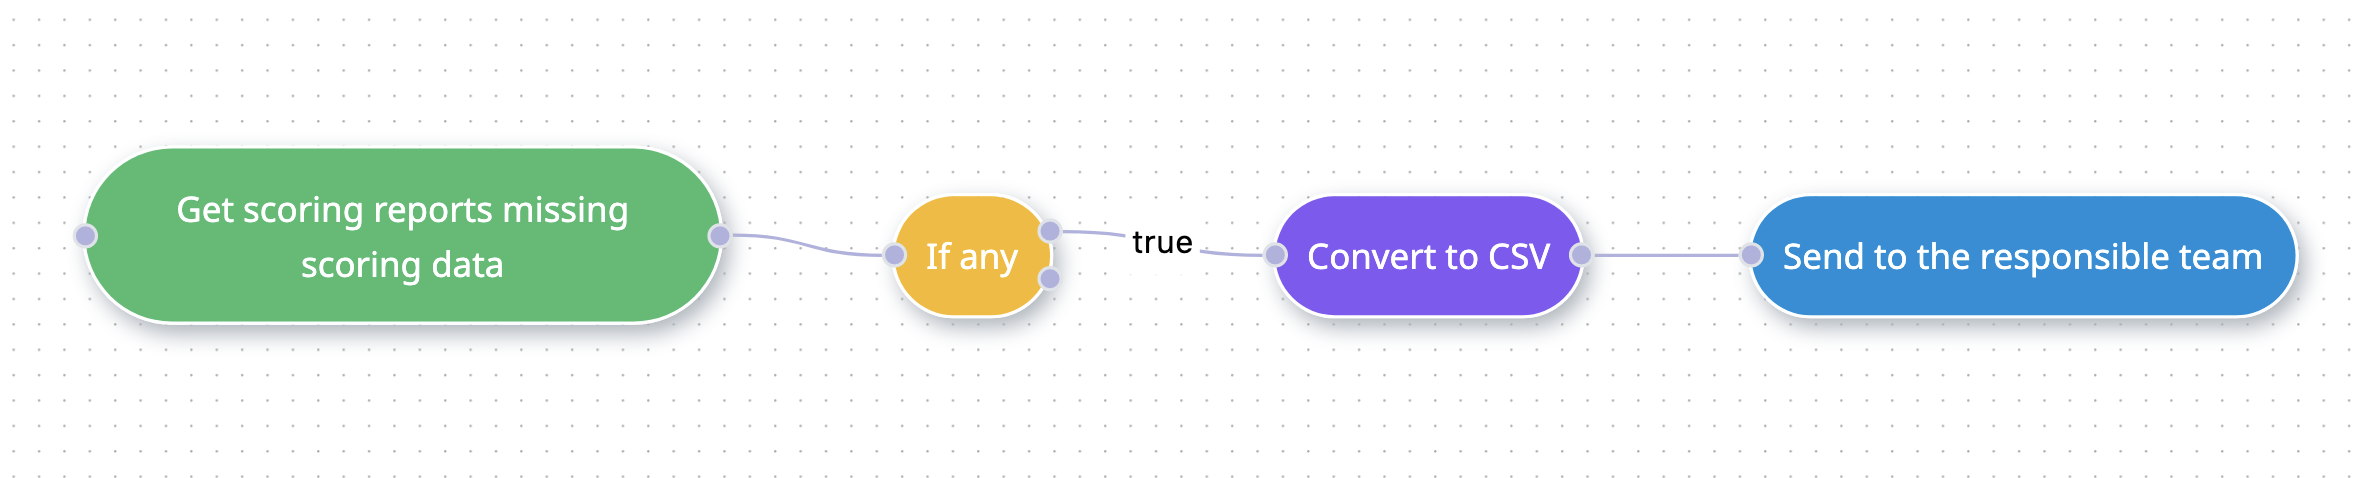 Get scoring reports missing
scoring data
If any
true
Convert to CSV
Send to the responsible team